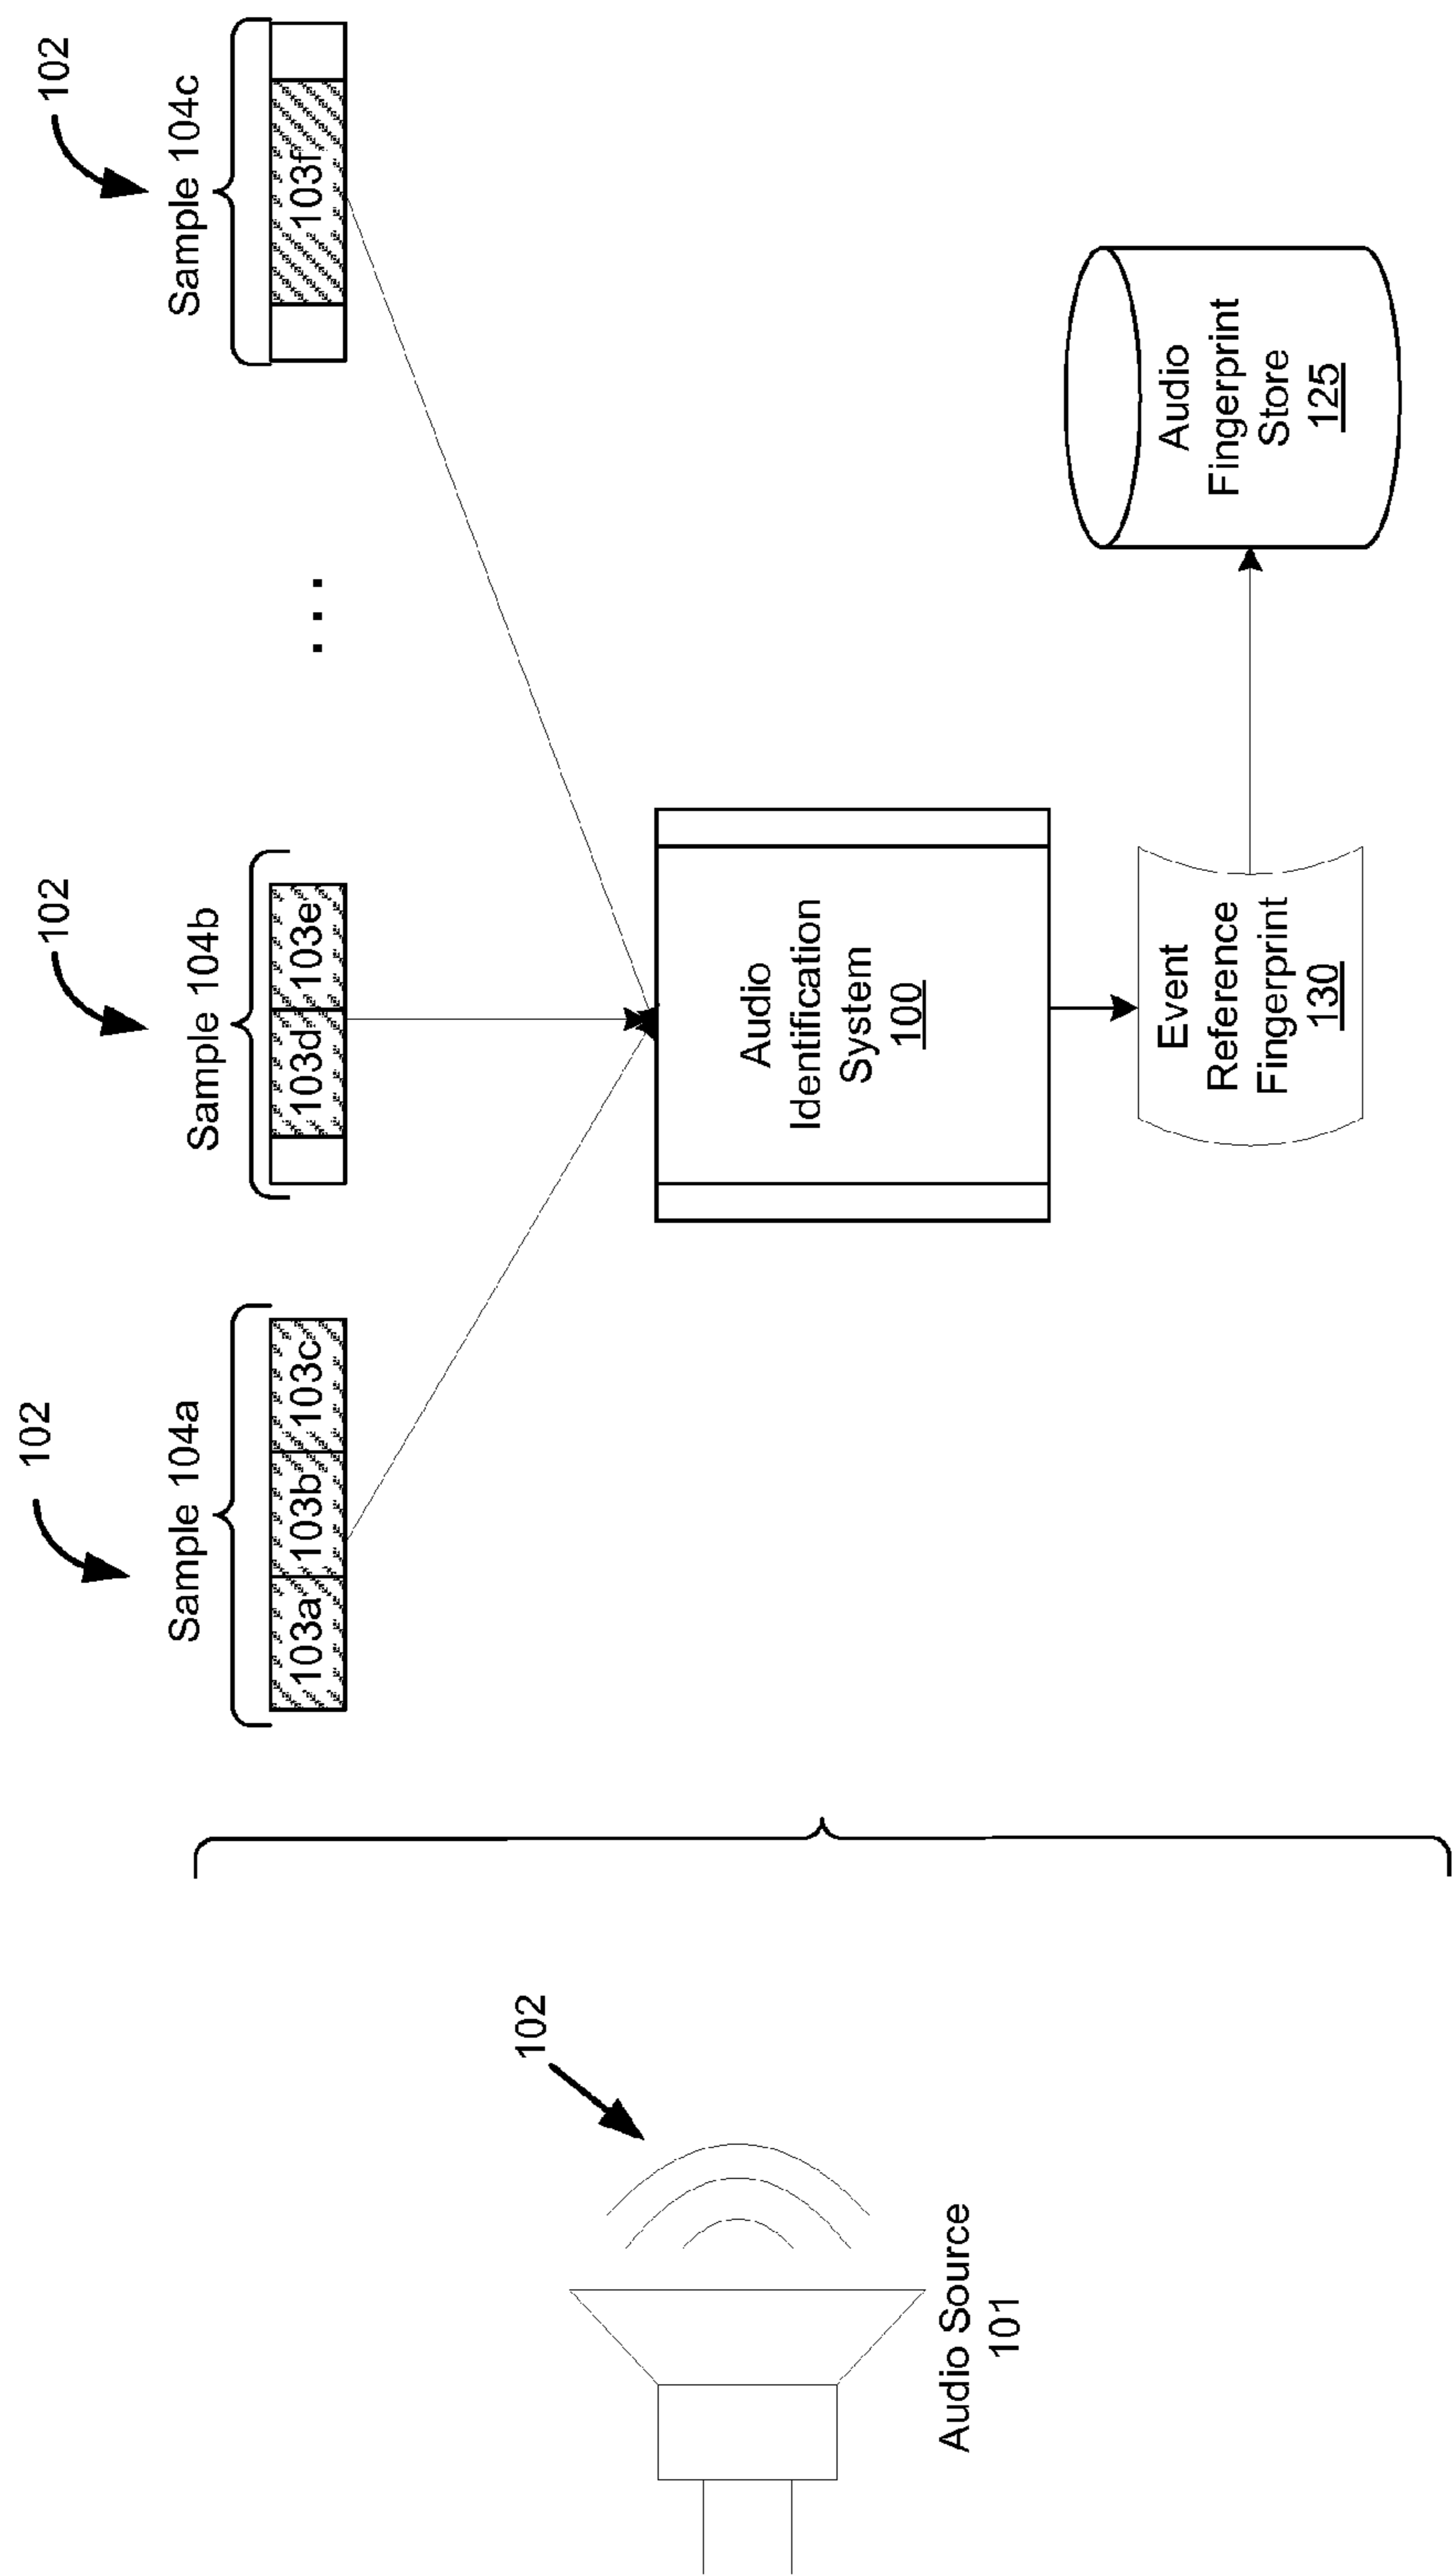 102
102
102
Sample 104a
Sample 104b
Sample 104c
103a
103b
103c
103d
103e
103f
. . .
102
Audio Source
101
Audio
Identification
System
100
Event
Reference
Fingerprint
130
Audio
Fingerprint
Store
125